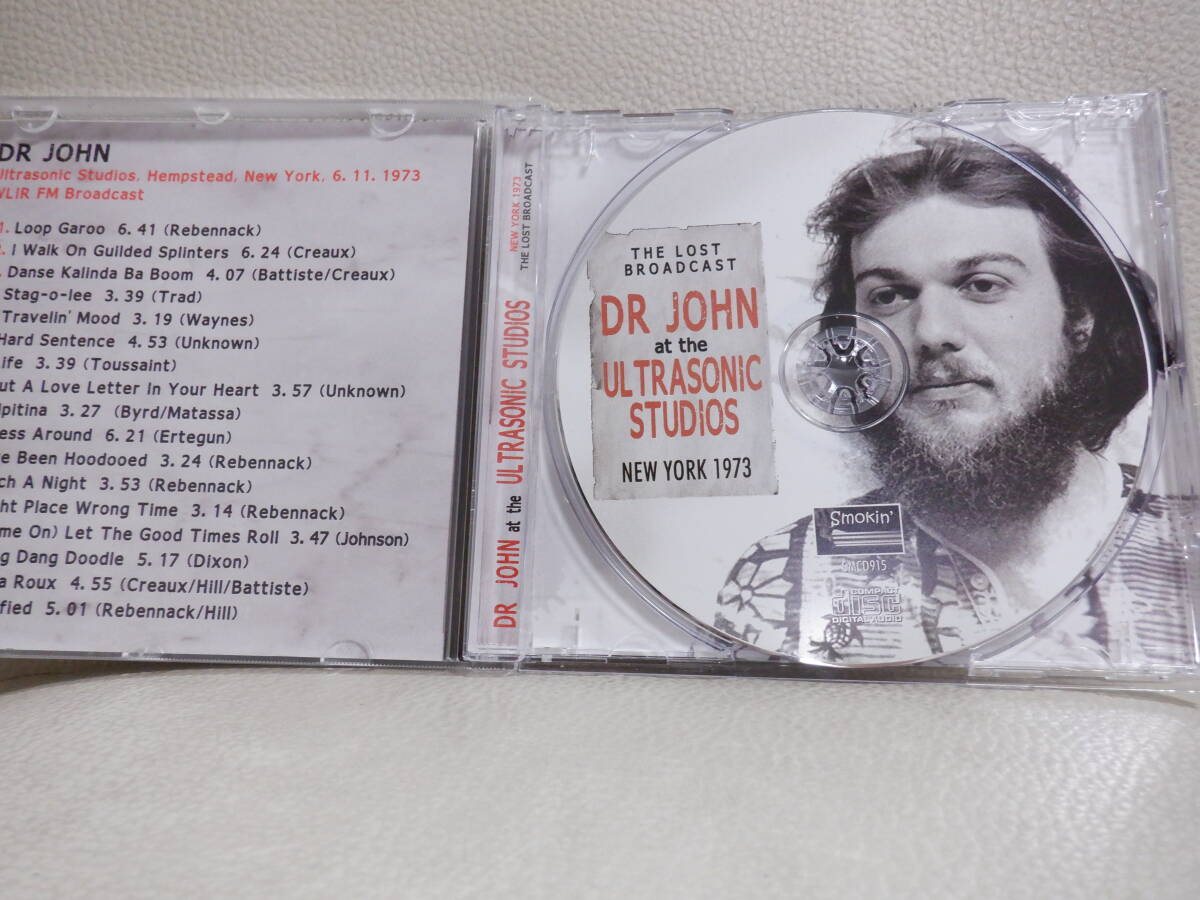 DR JOHN
Ultrasonic Studios, Hempstead, New York, 6. 11. 1973
WLIR FM Broadcast
1. Loop Garoo 6. 41 (Rebennack)
2. I Walk On Guilded Splinters 6. 24 (Creaux)
. Danse Kalinda Ba Boom 4. 07 (Battiste/Creaux)
Stag-o-lee 3. 39 (Trad)
Travelin' Mood 3. 19 (Waynes)
Hard Sentence 4. 53 (Unknown)
ife 3. 39 (Toussaint)
ut A Love Letter In Your Heart 3. 57 (Unknown)
lpitina 3. 27 (Byrd/Matassa)
ess Around 6. 21 (Ertegun)
e Been Hoodooed 3. 24 (Rebennack)
ch A Night 3. 53 (Rebennack)
ht Place Wrong Time 3. 14 (Rebennack)
me On) Let The Good Times Roll 3. 47 (Johnson)
g Dang Doodle 5. 17 (Dixon)
a Roux 4. 55 (Creaux/Hill/Battiste)
fied 5. 01 (Rebennack/Hill)
DR JOHN at the ULTRASONIC STUDIOS
NEW YORK 1973
THE LOST BROADCAST
THE LOST
BROADCAST
DR JOHN
at the
ULTRASONIC
STUDIOS
NEW YORK 1973
Smokin'
SMCD915
COMPACT
disc
DIGITAL AUDIO